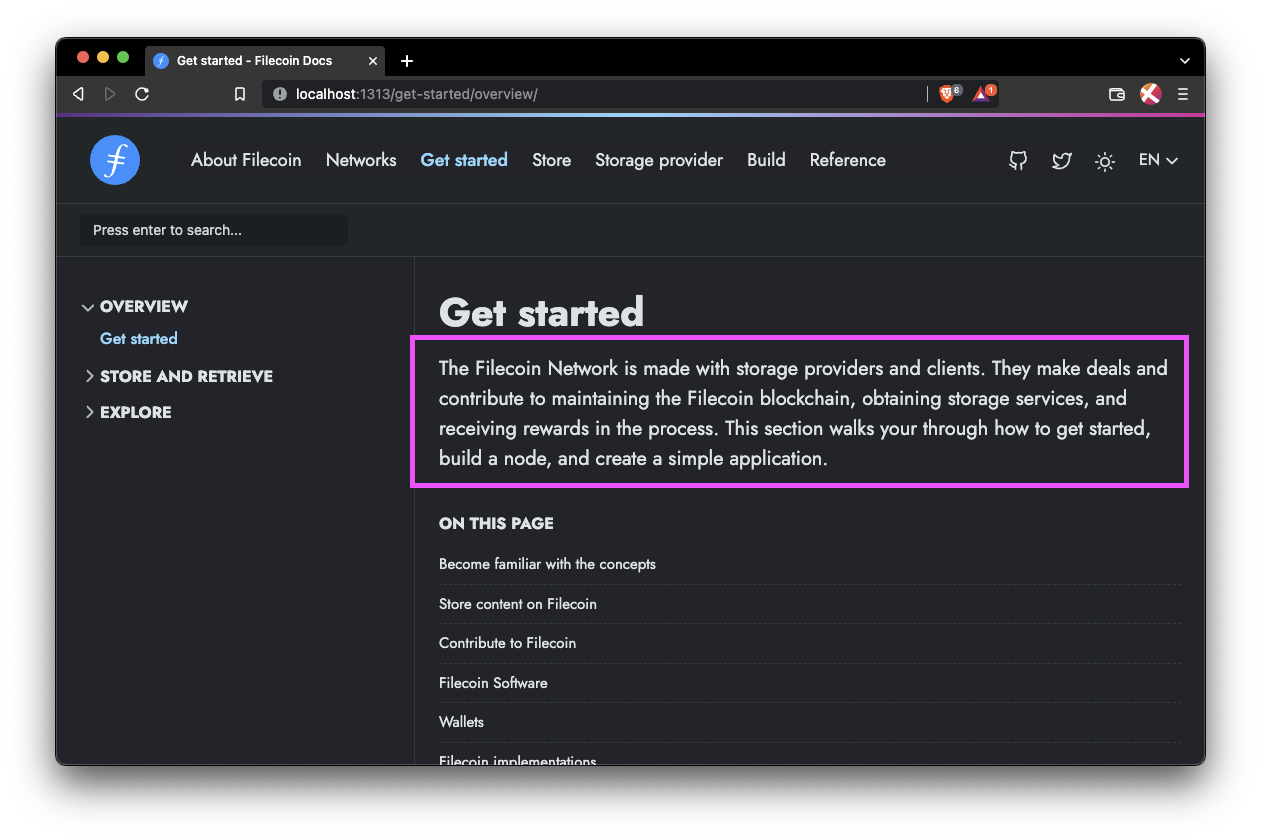 Get started - Filecoin Docs
localhost:1313/get-started/overview/
6
1
About Filecoin Networks Get started Store Storage provider Build Reference
EN
Press enter to search...
OVERVIEW
Get started
STORE AND RETRIEVE
EXPLORE
Get started
The Filecoin Network is made with storage providers and clients. They make deals and
contribute to maintaining the Filecoin blockchain, obtaining storage services, and
receiving rewards in the process. This section walks your through how to get started,
build a node, and create a simple application.
ON THIS PAGE
Become familiar with the concepts
Store content on Filecoin
Contribute to Filecoin
Filecoin Software
Wallets
Filecoin implementations